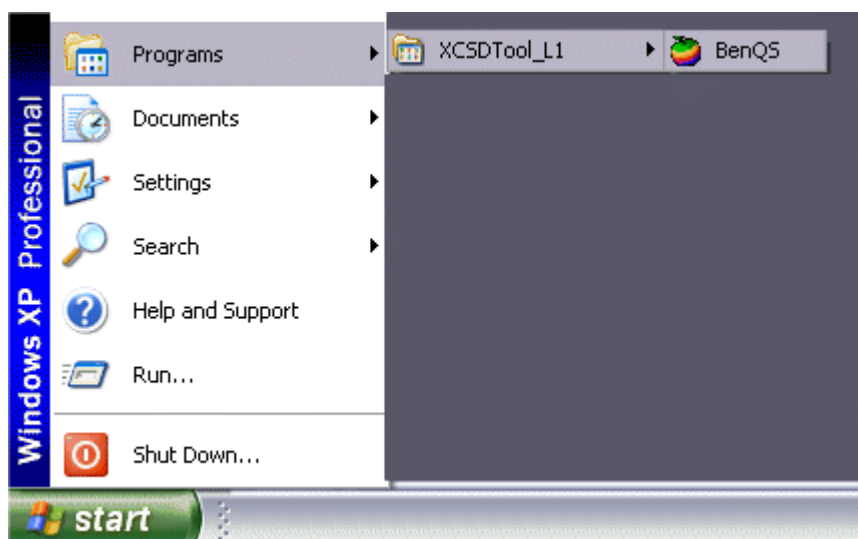 Windows XP Professional
Programs
XCSDTool_L1
BenQS
Documents
Settings
Search
Help and Support
Run...
Shut Down...
start